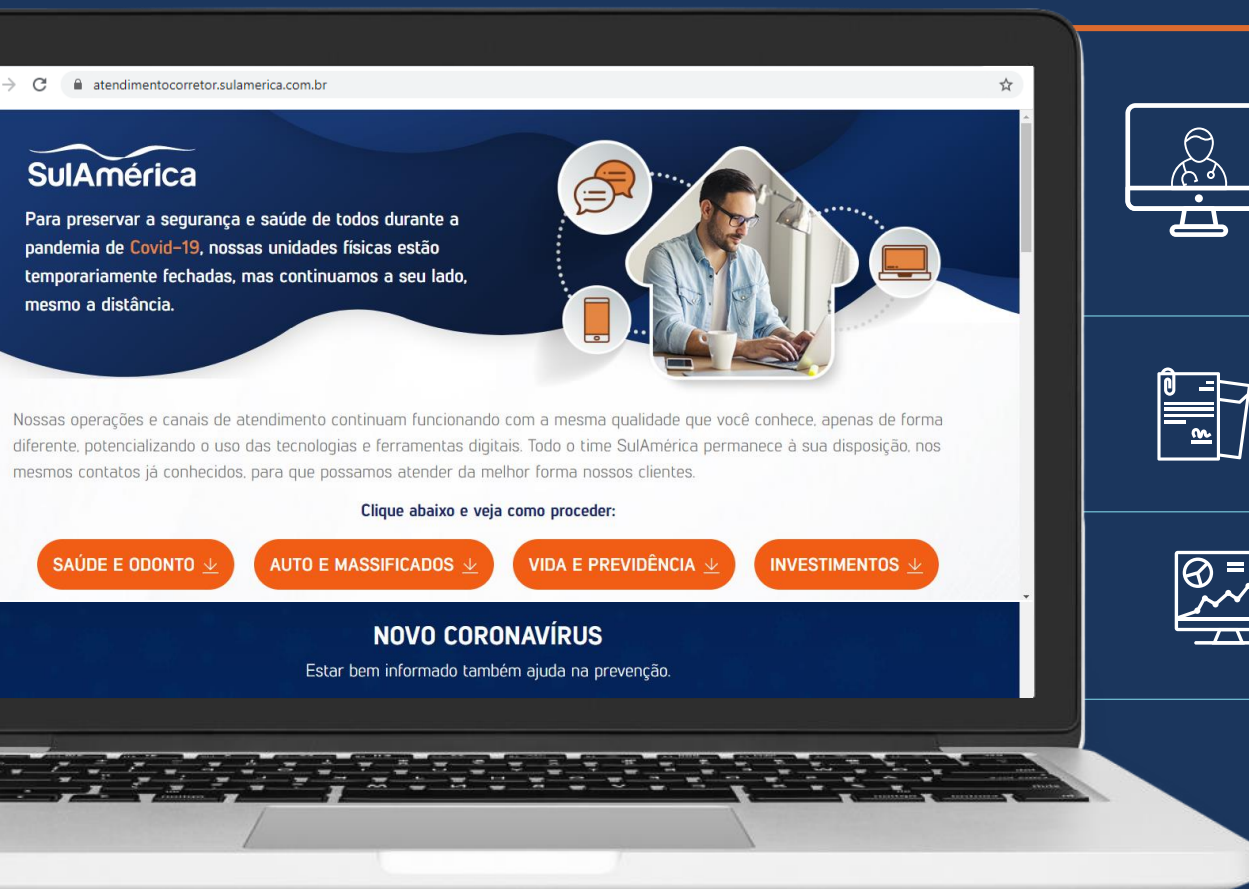 atendimentocorretor.sulamerica.com.br
SulAmérica
Para preservar a segurança e saúde de todos durante a
pandemia de Covid-19, nossas unidades físicas estão
temporariamente fechadas, mas continuamos a seu lado,
mesmo a distância.
Nossas operações e canais de atendimento continuam funcionando com a mesma qualidade que você conhece, apenas de forma
diferente, potencializando o uso das tecnologias e ferramentas digitais. Todo o time SulAmérica permanece à sua disposição, nos
mesmos contatos já conhecidos, para que possamos atender da melhor forma nossos clientes.
Clique abaixo e veja como proceder:
SAÚDE E ODONTO
AUTO E MASSIFICADOS
VIDA E PREVIDÊNCIA
INVESTIMENTOS
NOVO CORONAVÍRUS
Estar bem informado também ajuda na prevenção.